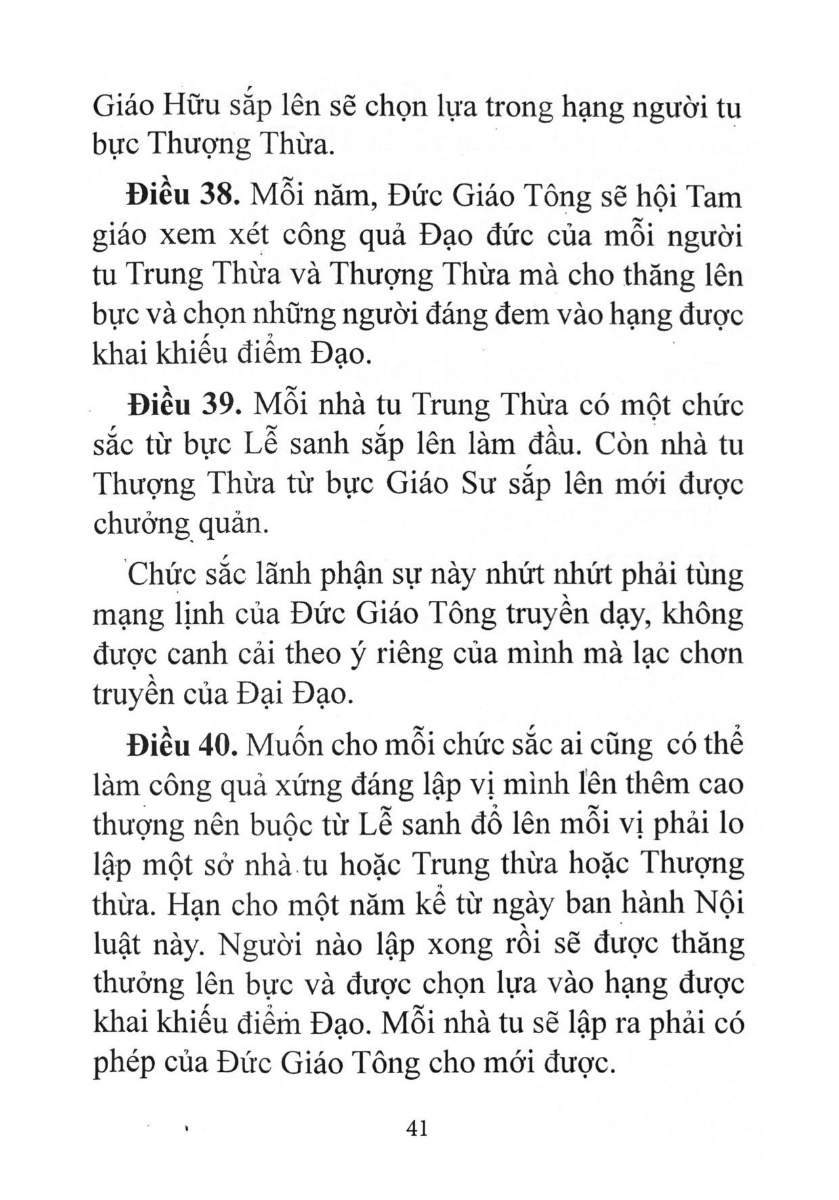 Giáo Hữu sắp lên sẽ chọn lựa trong hạng người tu
bực Thượng Thừa.
Điều 38. Mỗi năm, Đức Giáo Tông sẽ hội Tam
giáo xem xét công quả Đạo đức của mỗi người
tu Trung Thừa và Thượng Thừa mà cho thăng lên
bực và chọn những người đáng đem vào hạng được
khai khiếu điểm Đạo.
Điều 39. Mỗi nhà tu Trung Thừa có một chức
sắc từ bực Lễ sanh sắp lên làm đầu. Còn nhà tu
Thượng Thừa từ bực Giáo Sư sắp lên mới được
chưởng quản.
Chức sắc lãnh phận sự này nhứt nhứt phải tùng
mạng lịnh của Đức Giáo Tông truyền dạy, không
được canh cải theo ý riêng của mình mà lạc chơn
truyền của Đại Đạo.
Điều 40. Muốn cho mỗi chức sắc ai cũng có thể
làm công quả xứng đáng lập vị mình lên thêm cao
thượng nên buộc từ Lễ sanh đổ lên mỗi vị phải lo
lập một sở nhà tu hoặc Trung thừa hoặc Thượng
thừa. Hạn cho một năm kể từ ngày ban hành Nội
luật này. Người nào lập xong rồi sẽ được thăng
thưởng lên bực và được chọn lựa vào hạng được
khai khiếu điểm Đạo. Mỗi nhà tu sẽ lập ra phải có
phép của Đức Giáo Tông cho mới được.
41